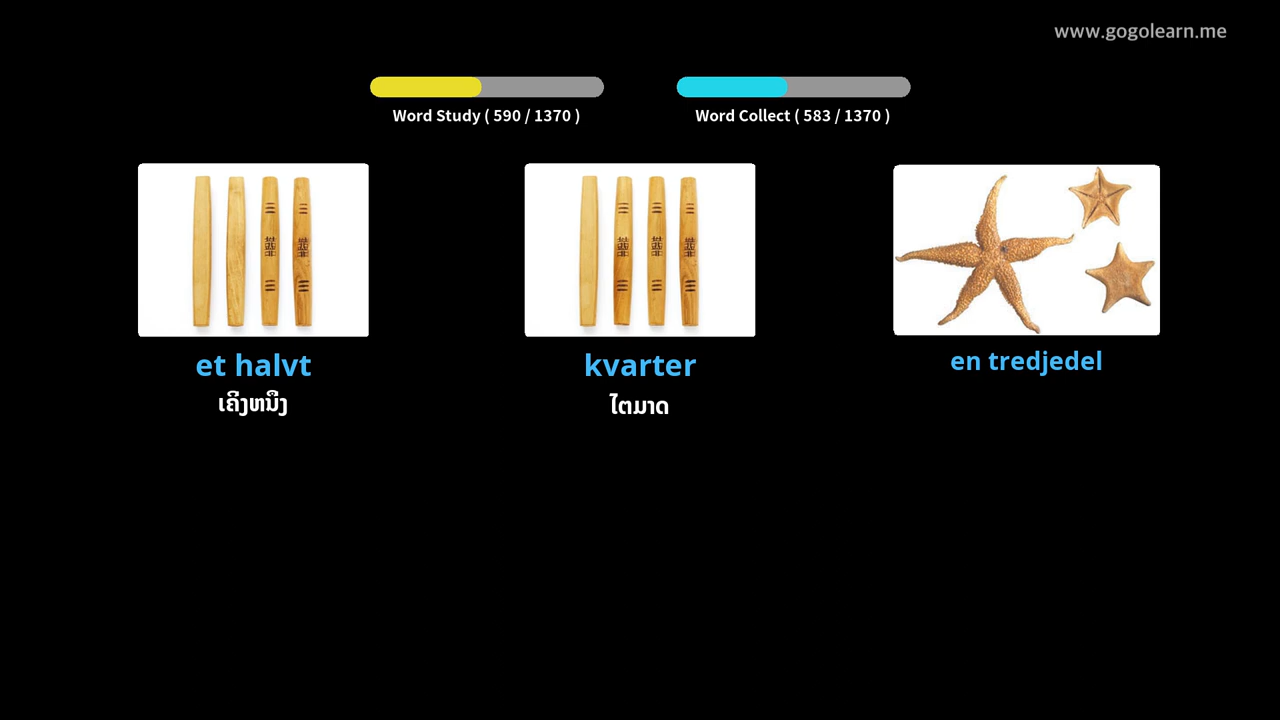 www.gogolearn.me
Word Study ( 590 / 1370 )
Word Collect ( 583 / 1370 )
et halvt
kvarter
en tredjedel
ເຄິ່ງຫນຶ່ງ
ໄຕມາດ